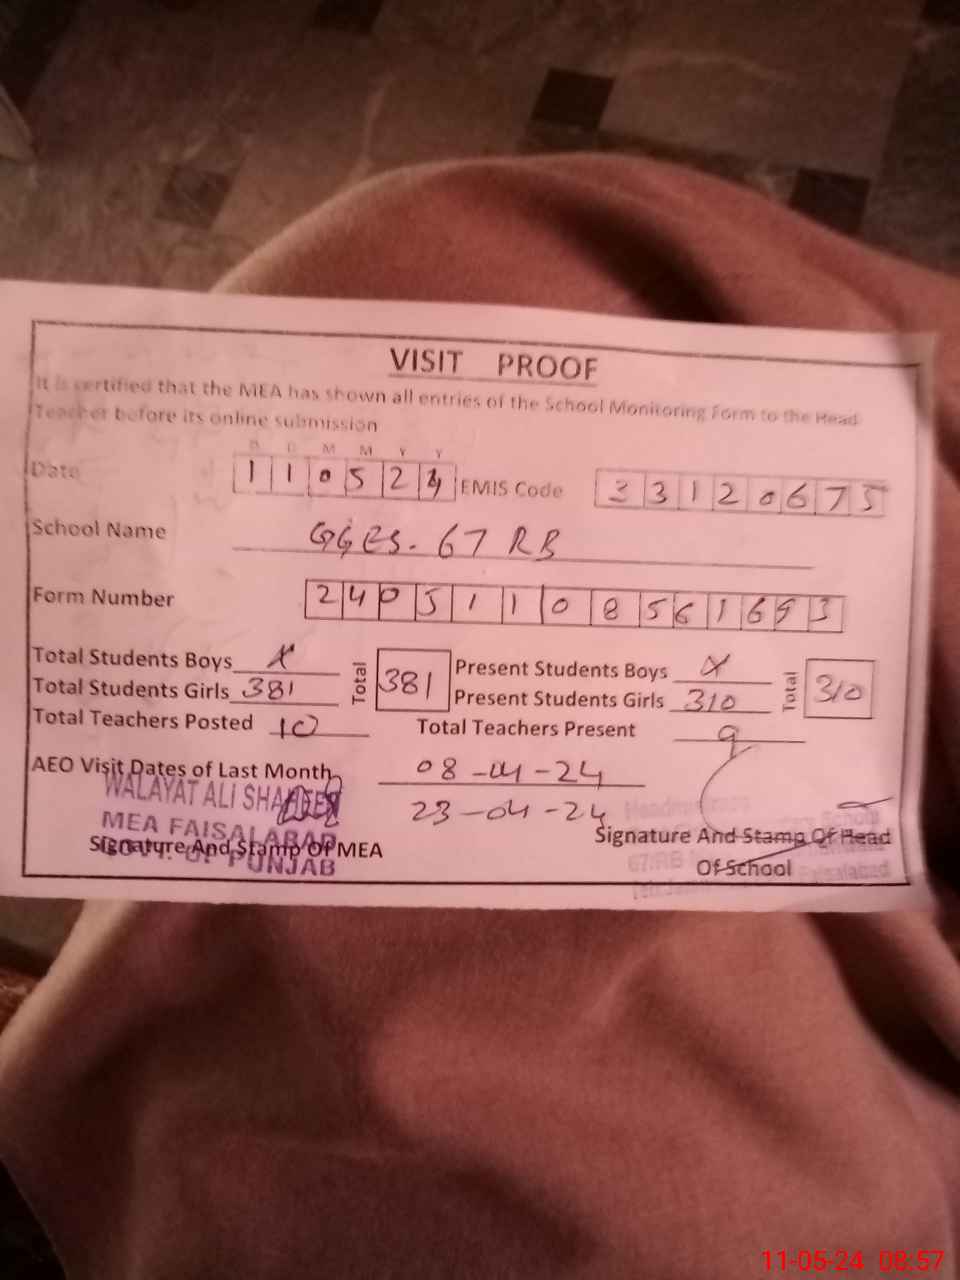 VISIT PROOF
It is certified that the MEA has shown all entries of the School Monitoring Form to the Head
Teacher before its online submission
D D M M Y Y
Date 1 1 0 5 2 4 EMIS Code 3 3 1 2 0 6 7 5
School Name GGES. 67 RB
Form Number 2 4 0 5 1 1 0 8 5 6 1 6 9 3
Total Students Boys x Total 381 Present Students Boys x Total 310
Total Students Girls 381 Present Students Girls 310
Total Teachers Posted 10 Total Teachers Present 9
AEO Visit Dates of Last Month 08-04-24
23-04-24
WALAYAT ALI
MEA FAISALABAD
GOVT. OF PUNJAB
Signature And Stamp Of MEA
Signature And Stamp Of Head
Of School
67/RB
Faisalabad
11-05-24 08:57